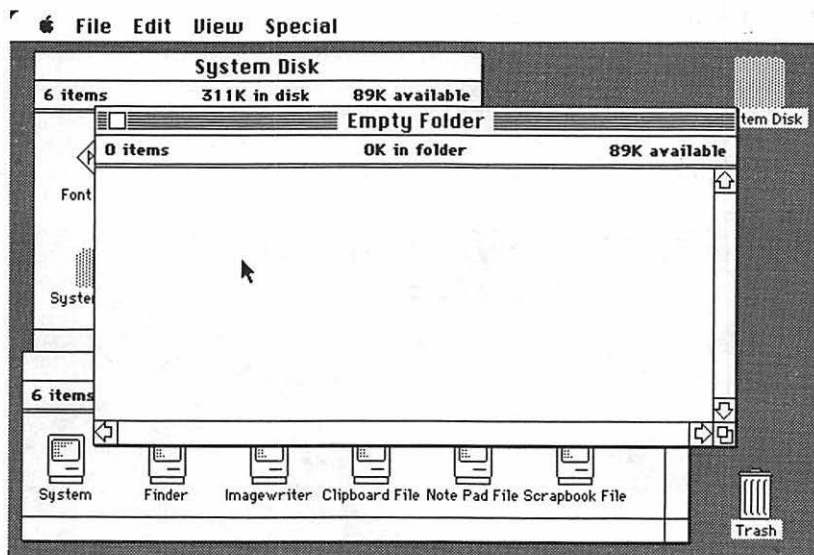 File Edit View Special
System Disk
6 items 311K in disk 89K available
Empty Folder
0 items 0K in folder 89K available
tem Disk
Font
Syste
6 items
System Finder Imagewriter Clipboard File Note Pad File Scrapbook File
Trash